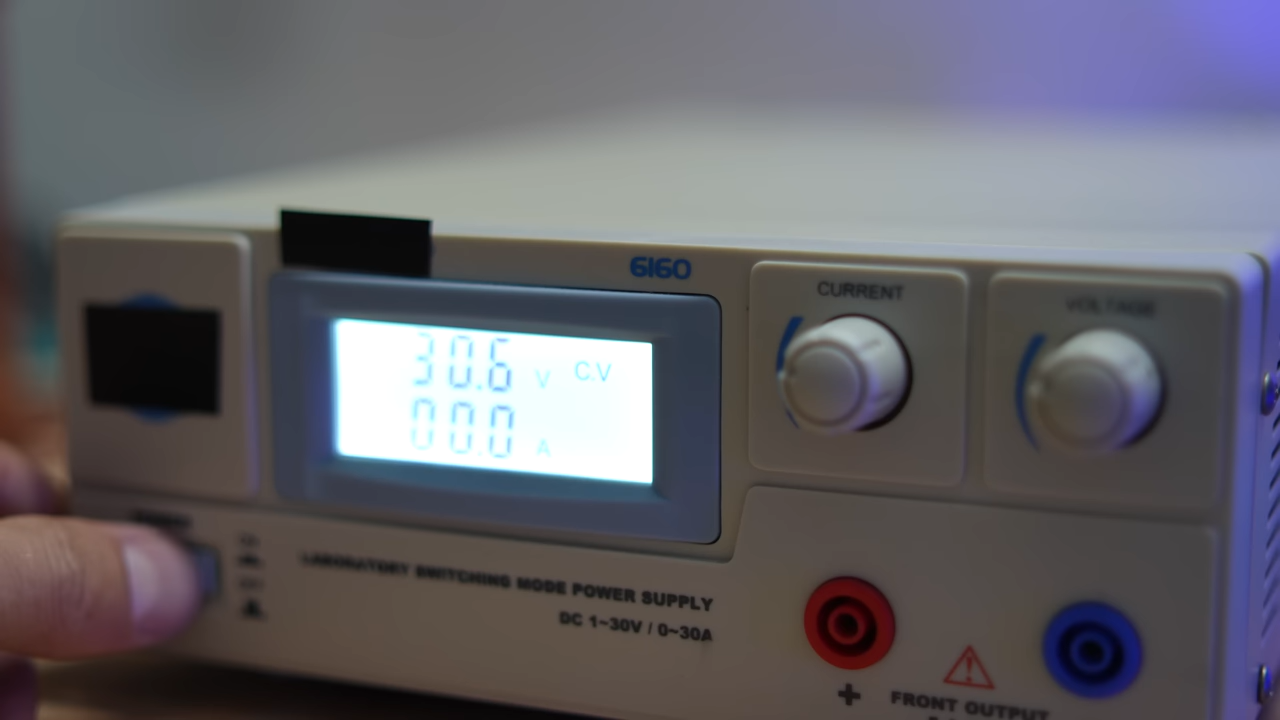 6160
CURRENT
VOLTAGE
30.6 V C.V
00.0 A
LABORATORY SWITCHING MODE POWER SUPPLY
DC 1~30V / 0~30A
+
FRONT OUTPUT